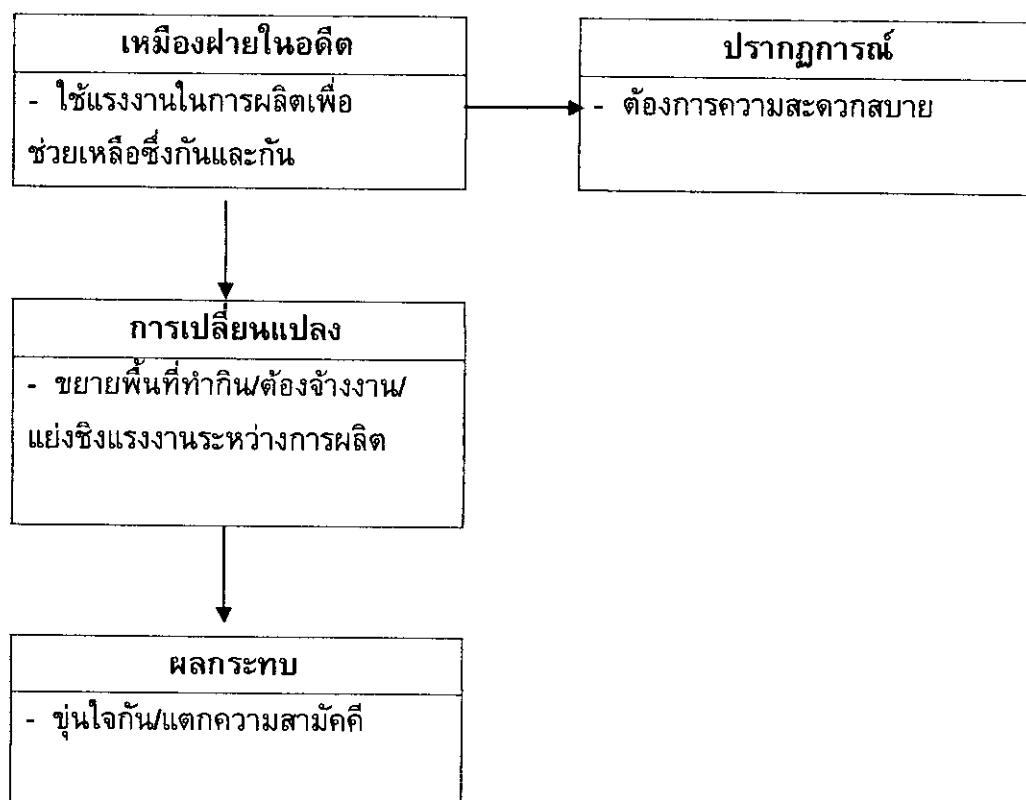 เหมืองฝายในอดีต
- ใช้แรงงานในการผลิตเพื่อ
ช่วยเหลือซึ่งกันและกัน
ปรากฏการณ์
- ต้องการความสะดวกสบาย
การเปลี่ยนแปลง
- ขยายพื้นที่ทำกิน/ต้องจ้างงาน/
แย่งชิงแรงงานระหว่างการผลิต
ผลกระทบ
- ขุ่นใจกัน/แตกความสามัคคี